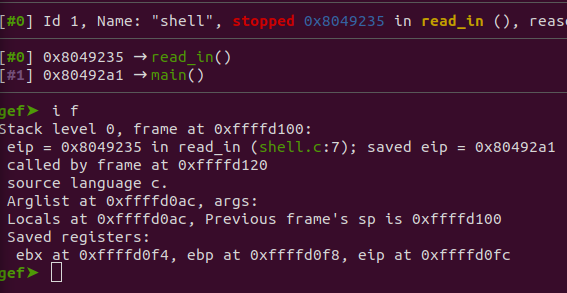 [#0] Id 1, Name: "shell", stopped 0x8049235 in read_in (), reaso
[#0] 0x8049235 → read_in()
[#1] 0x80492a1 → main()
gef➤ i f
Stack level 0, frame at 0xffffd100:
eip = 0x8049235 in read_in (shell.c:7); saved eip = 0x80492a1
called by frame at 0xffffd120
source language c.
Arglist at 0xffffd0ac, args:
Locals at 0xffffd0ac, Previous frame's sp is 0xffffd100
Saved registers:
ebx at 0xffffd0f4, ebp at 0xffffd0f8, eip at 0xffffd0fc
gef➤